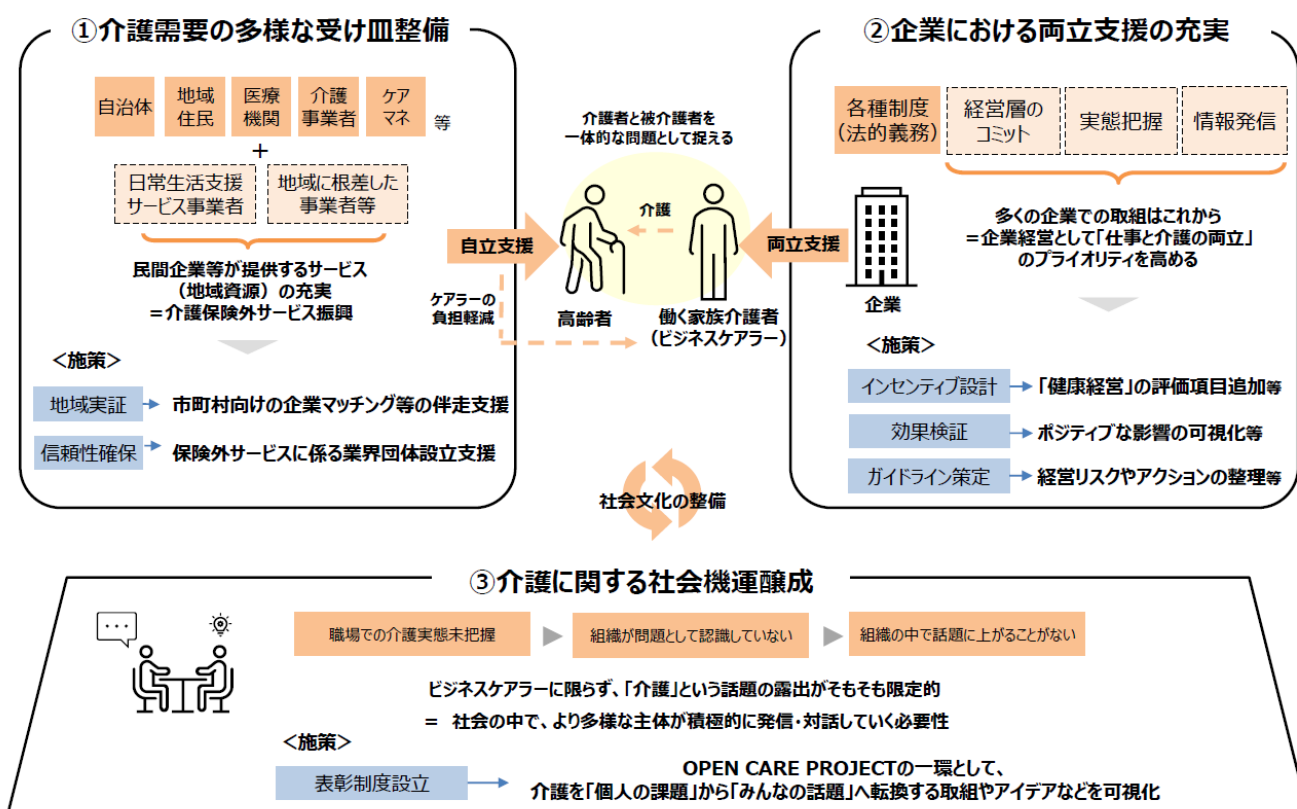 ①介護需要の多様な受け皿整備
自治体
地域
住民
医療
機関
介護
事業者
ケア
マネ
等
+
日常生活支援
サービス事業者
地域に根差した
事業者等
民間企業等が提供するサービス
（地域資源）の充実
＝介護保険外サービス振興
＜施策＞
地域実証
市町村向けの企業マッチング等の伴走支援
信頼性確保
保険外サービスに係る業界団体設立支援
介護者と被介護者を
一体的な問題として捉える
介護
自立支援
両立支援
ケアラーの
負担軽減
高齢者
働く家族介護者
（ビジネスケアラー）
②企業における両立支援の充実
各種制度
（法的義務）
経営層の
コミット
実態把握
情報発信
多くの企業での取組はこれから
＝企業経営として「仕事と介護の両立」
のプライオリティを高める
企業
＜施策＞
インセンティブ設計
「健康経営」の評価項目追加等
効果検証
ポジティブな影響の可視化等
ガイドライン策定
経営リスクやアクションの整理等
社会文化の整備
③介護に関する社会機運醸成
職場での介護実態未把握
組織が問題として認識していない
組織の中で話題に上がることがない
ビジネスケアラーに限らず、「介護」という話題の露出がそもそも限定的
＝ 社会の中で、より多様な主体が積極的に発信・対話していく必要性
＜施策＞
表彰制度設立
OPEN CARE PROJECTの一環として、
介護を「個人の課題」から「みんなの話題」へ転換する取組やアイデアなどを可視化